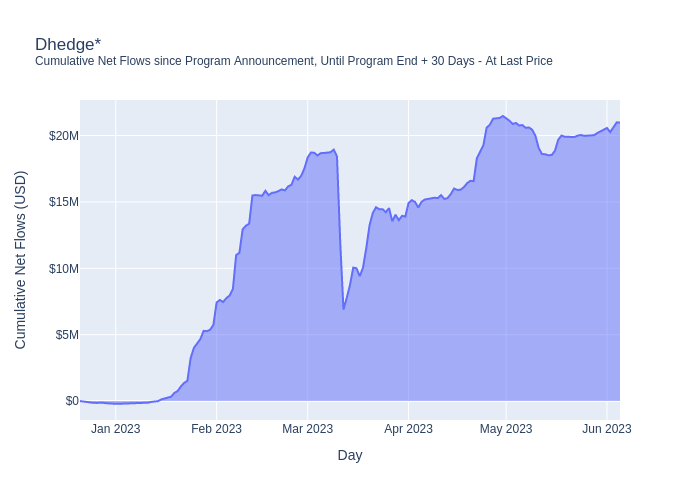 Dhedge*
Cumulative Net Flows since Program Announcement, Until Program End + 30 Days - At Last Price
Cumulative Net Flows (USD)
$20M
$15M
$10M
$5M
$0
Jan 2023
Feb 2023
Mar 2023
Apr 2023
May 2023
Jun 2023
Day